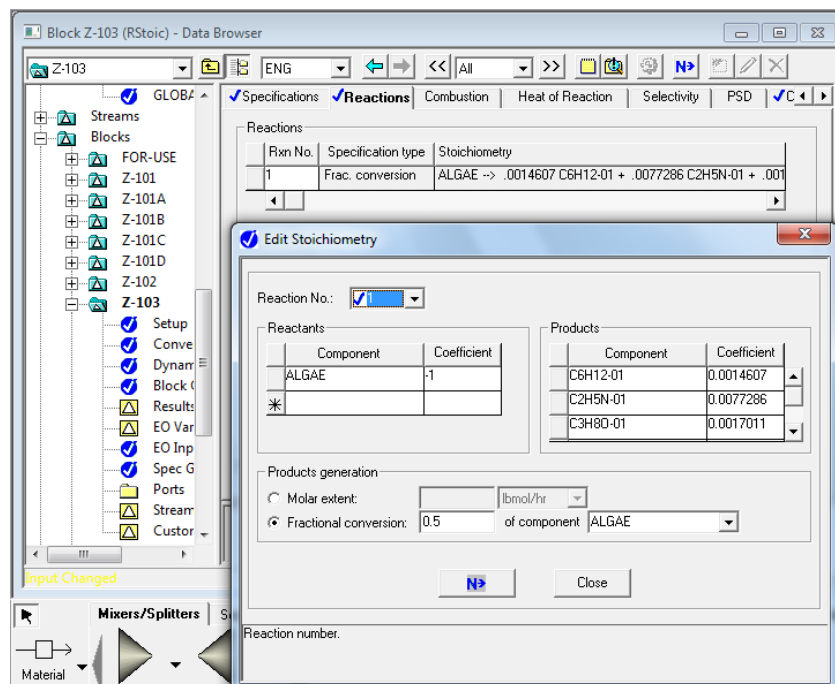 Block Z-103 (RStoic) - Data Browser
Z-103
ENG
<<
All
>>
N>
GLOBA
Streams
Blocks
FOR-USE
Z-101
Z-101A
Z-101B
Z-101C
Z-101D
Z-102
Z-103
Setup
Conve
Dynam
Block O
Results
EO Var
EO Inp
Spec G
Ports
Stream
Custor
Input Changed
Specifications
Reactions
Combustion
Heat of Reaction
Selectivity
PSD
C
Reactions
Rxn No. Specification type Stoichiometry
1 Frac. conversion ALGAE --> .0014607 C6H12-01 + .0077286 C2H5N-01 + .001
Edit Stoichiometry
Reaction No.: 1
Reactants
Component Coefficient
ALGAE -1
Products
Component Coefficient
C6H12-01 0.0014607
C2H5N-01 0.0077286
C3H8O-01 0.0017011
Products generation
Molar extent: lbmol/hr
Fractional conversion: 0.5 of component ALGAE
N> Close
Reaction number.
Mixers/Splitters
S
Material